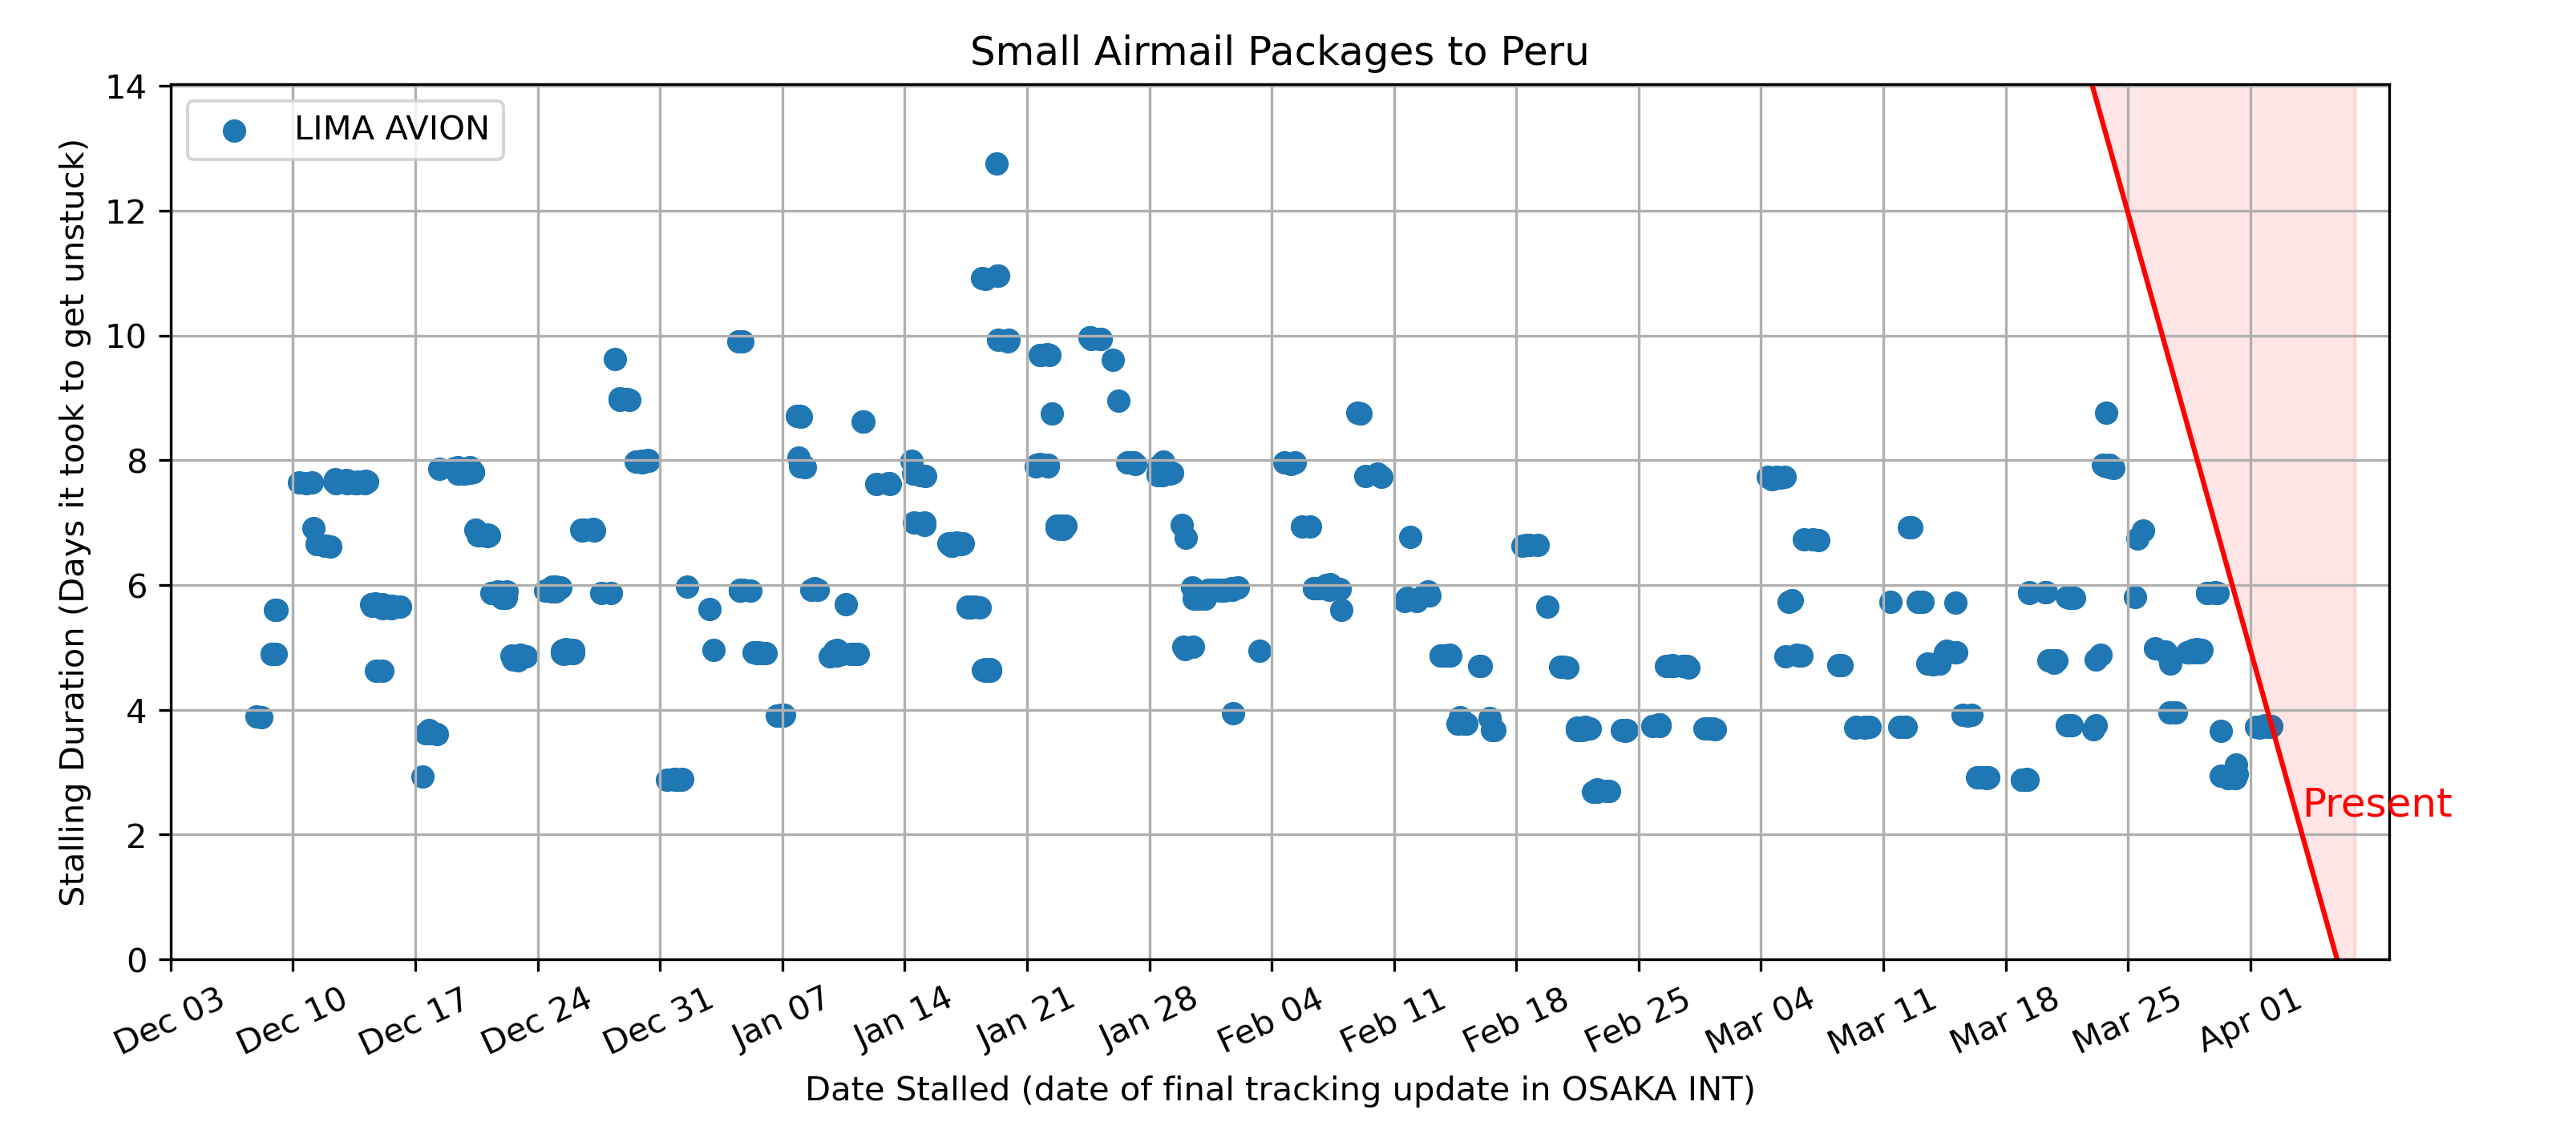 Small Airmail Packages to Peru
LIMA AVION
Stalling Duration (Days it took to get unstuck)
14
12
10
8
6
4
2
0
Present
Dec 03
Dec 10
Dec 17
Dec 24
Dec 31
Jan 07
Jan 14
Jan 21
Jan 28
Feb 04
Feb 11
Feb 18
Feb 25
Mar 04
Mar 11
Mar 18
Mar 25
Apr 01
Date Stalled (date of final tracking update in OSAKA INT)